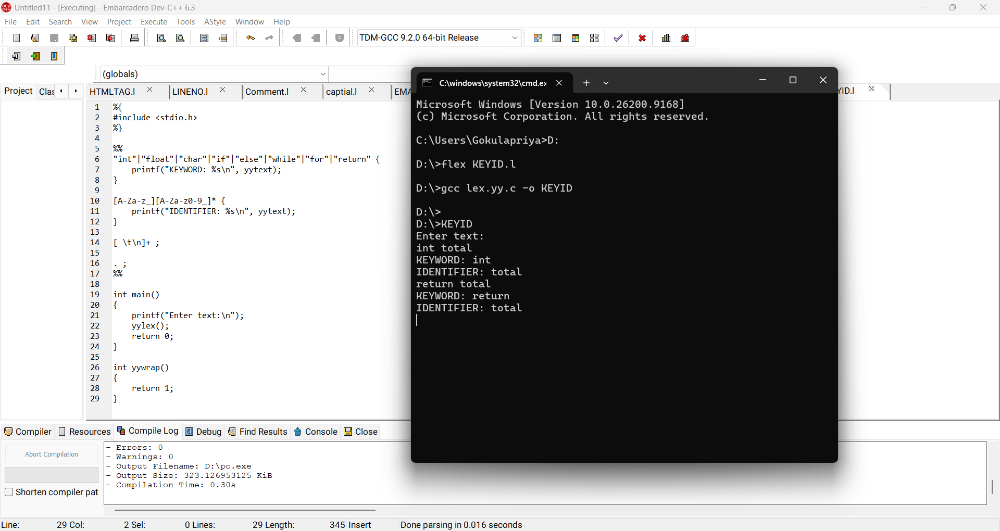 Untitled11 - [Executing] - Embarcadero Dev-C++ 6.3
File Edit Search View Project Execute Tools AStyle Window Help
TDM-GCC 9.2.0 64-bit Release
(globals)
Project Clas
HTMLTAG.l LINENO.l Comment.l captial.l EMA YID.l
1 %{
2 #include <stdio.h>
3 %}
4
5 %%
6 "int"|"float"|"char"|"if"|"else"|"while"|"for"|"return" {
7 printf("KEYWORD: %s\n", yytext);
8 }
9
10 [A-Za-z_][A-Za-z0-9_]* {
11 printf("IDENTIFIER: %s\n", yytext);
12 }
13
14 [ \t\n]+ ;
15
16 . ;
17 %%
18
19 int main()
20 {
21 printf("Enter text:\n");
22 yylex();
23 return 0;
24 }
25
26 int yywrap()
27 {
28 return 1;
29 }
C:\windows\system32\cmd.ex
Microsoft Windows [Version 10.0.26200.9168]
(c) Microsoft Corporation. All rights reserved.
C:\Users\Gokulapriya>D:
D:\>flex KEYID.l
D:\>gcc lex.yy.c -o KEYID
D:\>
D:\>KEYID
Enter text:
int total
KEYWORD: int
IDENTIFIER: total
return total
KEYWORD: return
IDENTIFIER: total
Compiler Resources Compile Log Debug Find Results Console Close
Abort Compilation
Shorten compiler pat
- Errors: 0
- Warnings: 0
- Output Filename: D:\po.exe
- Output Size: 323.126953125 KiB
- Compilation Time: 0.30s
Line: 29 Col: 2 Sel: 0 Lines: 29 Length: 345 Insert Done parsing in 0.016 seconds